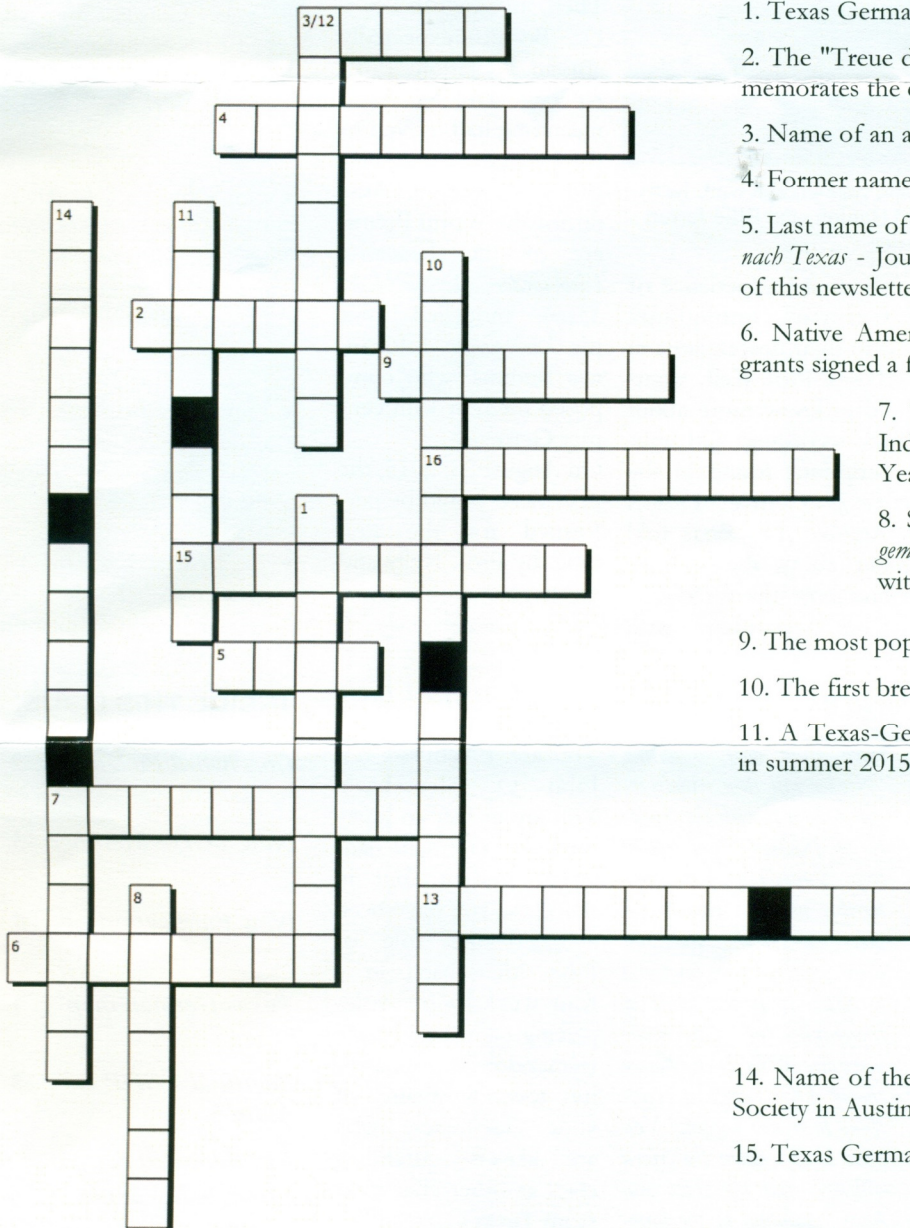 3/12
4
14
11
10
2
9
16
1
15
5
7
8
13
6
1. Texas Germa
2. The "Treue d
memorates the
3. Name of an a
4. Former name
5. Last name of
nach Texas - Jou
of this newslette
6. Native Amer
grants signed a f
7.
Ind
Yea
8. S
gem
wit
9. The most pop
10. The first bre
11. A Texas-Ge
in summer 2015
14. Name of the
Society in Austin
15. Texas Germa